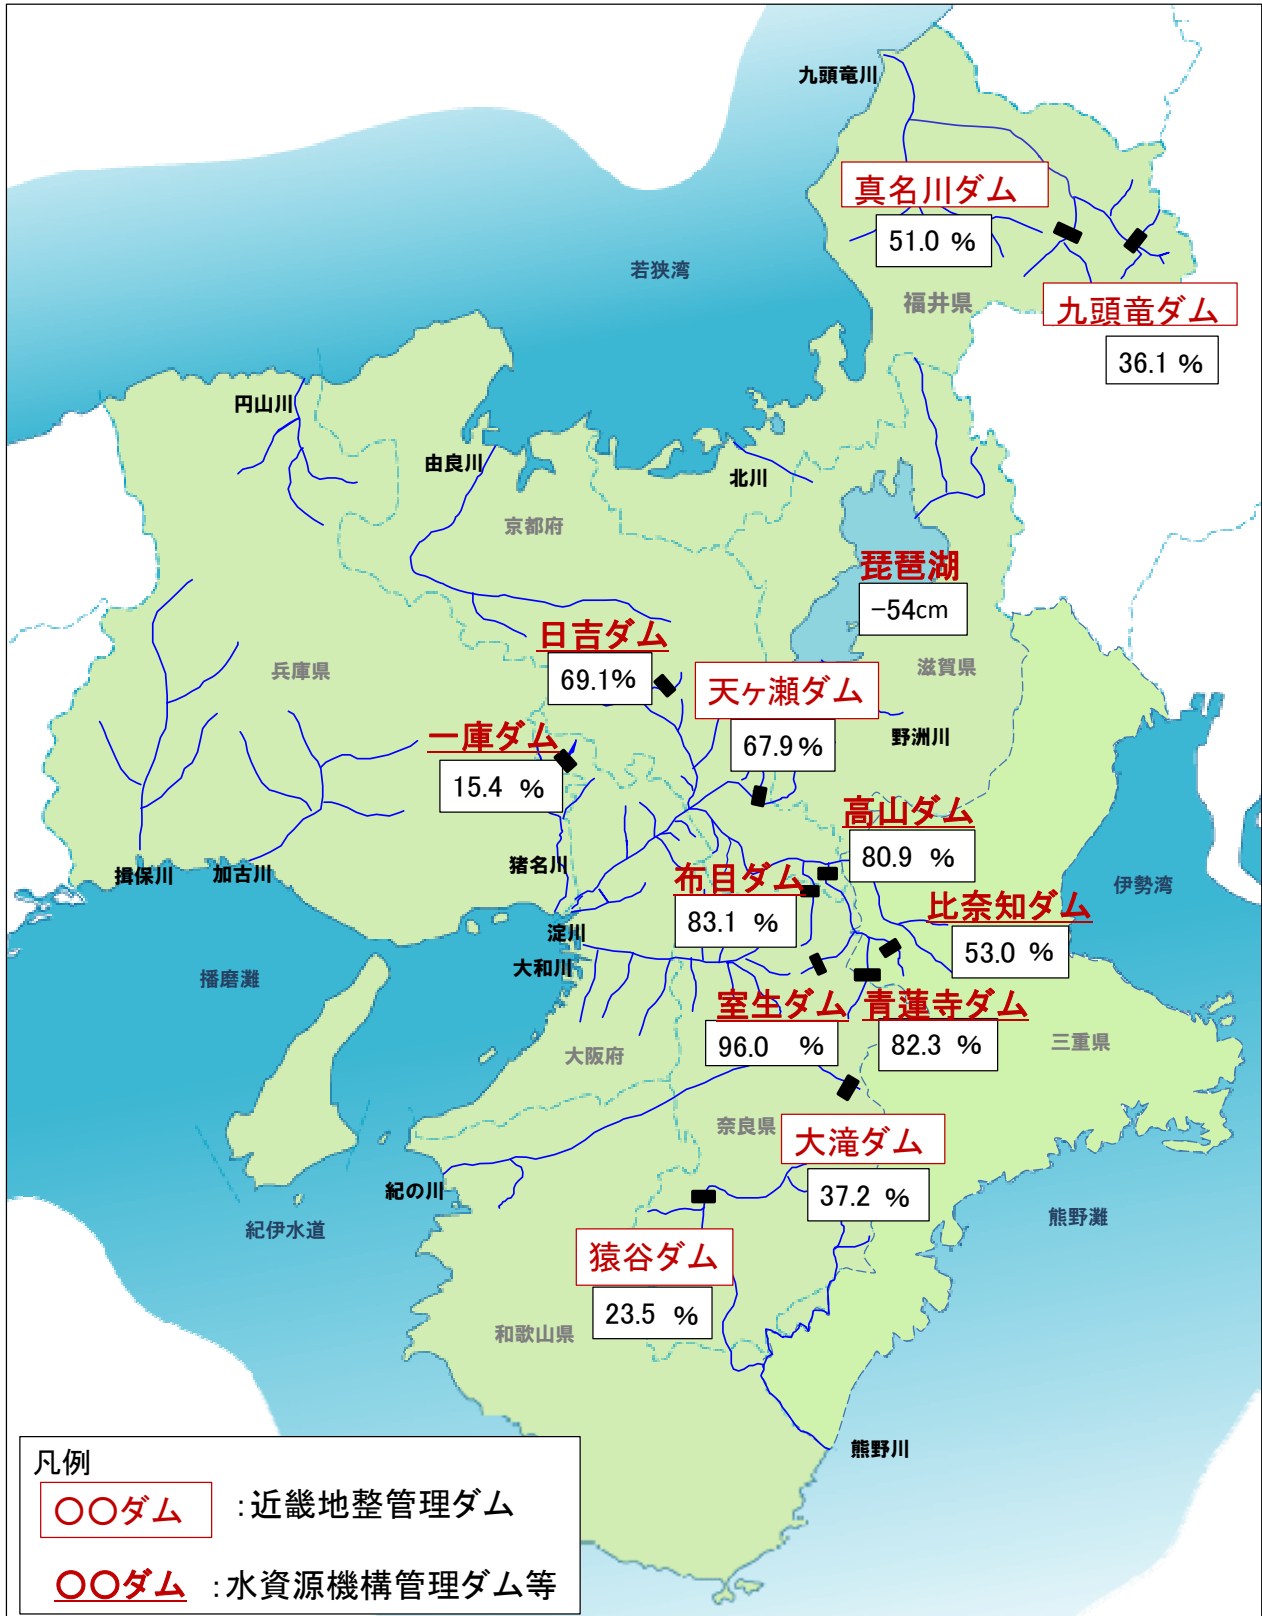 九頭竜川
真名川ダム
51.0 %
若狭湾
福井県
九頭竜ダム
36.1 %
円山川
由良川
北川
京都府
琵琶湖
-54cm
日吉ダム
69.1%
兵庫県
滋賀県
天ヶ瀬ダム
67.9%
野洲川
一庫ダム
15.4 %
高山ダム
80.9 %
揖保川
加古川
猪名川
布目ダム
83.1 %
伊勢湾
比奈知ダム
53.0 %
淀川
大和川
播磨灘
室生ダム
96.0 %
青蓮寺ダム
82.3 %
大阪府
三重県
奈良県
大滝ダム
37.2 %
紀の川
紀伊水道
熊野灘
猿谷ダム
23.5 %
和歌山県
熊野川
凡例
〇〇ダム :近畿地整管理ダム
〇〇ダム :水資源機構管理ダム等